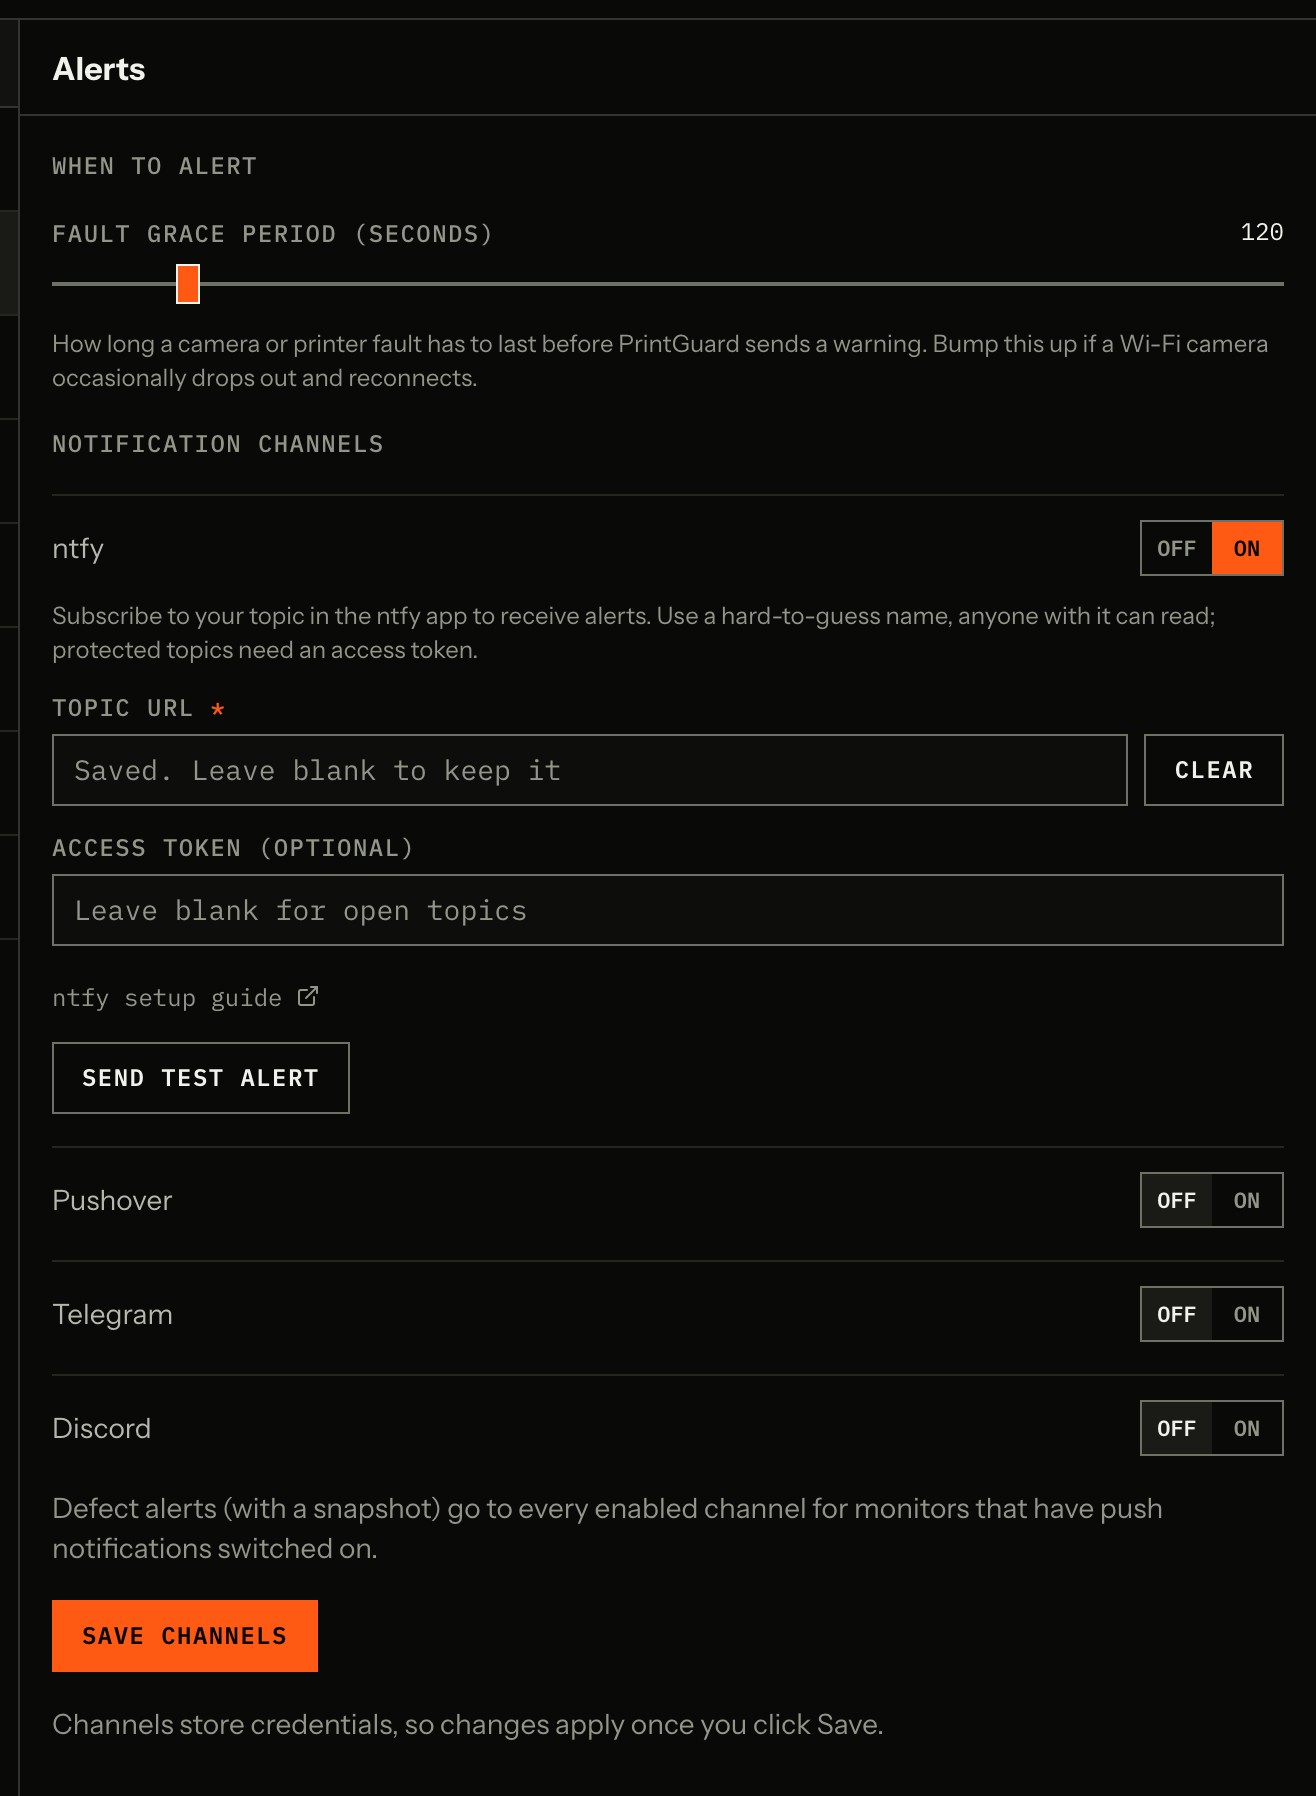 Alerts
WHEN TO ALERT
FAULT GRACE PERIOD (SECONDS) 120
How long a camera or printer fault has to last before PrintGuard sends a warning. Bump this up if a Wi-Fi camera
occasionally drops out and reconnects.
NOTIFICATION CHANNELS
ntfy OFF ON
Subscribe to your topic in the ntfy app to receive alerts. Use a hard-to-guess name, anyone with it can read;
protected topics need an access token.
TOPIC URL *
Saved. Leave blank to keep it CLEAR
ACCESS TOKEN (OPTIONAL)
Leave blank for open topics
ntfy setup guide
SEND TEST ALERT
Pushover OFF ON
Telegram OFF ON
Discord OFF ON
Defect alerts (with a snapshot) go to every enabled channel for monitors that have push
notifications switched on.
SAVE CHANNELS
Channels store credentials, so changes apply once you click Save.